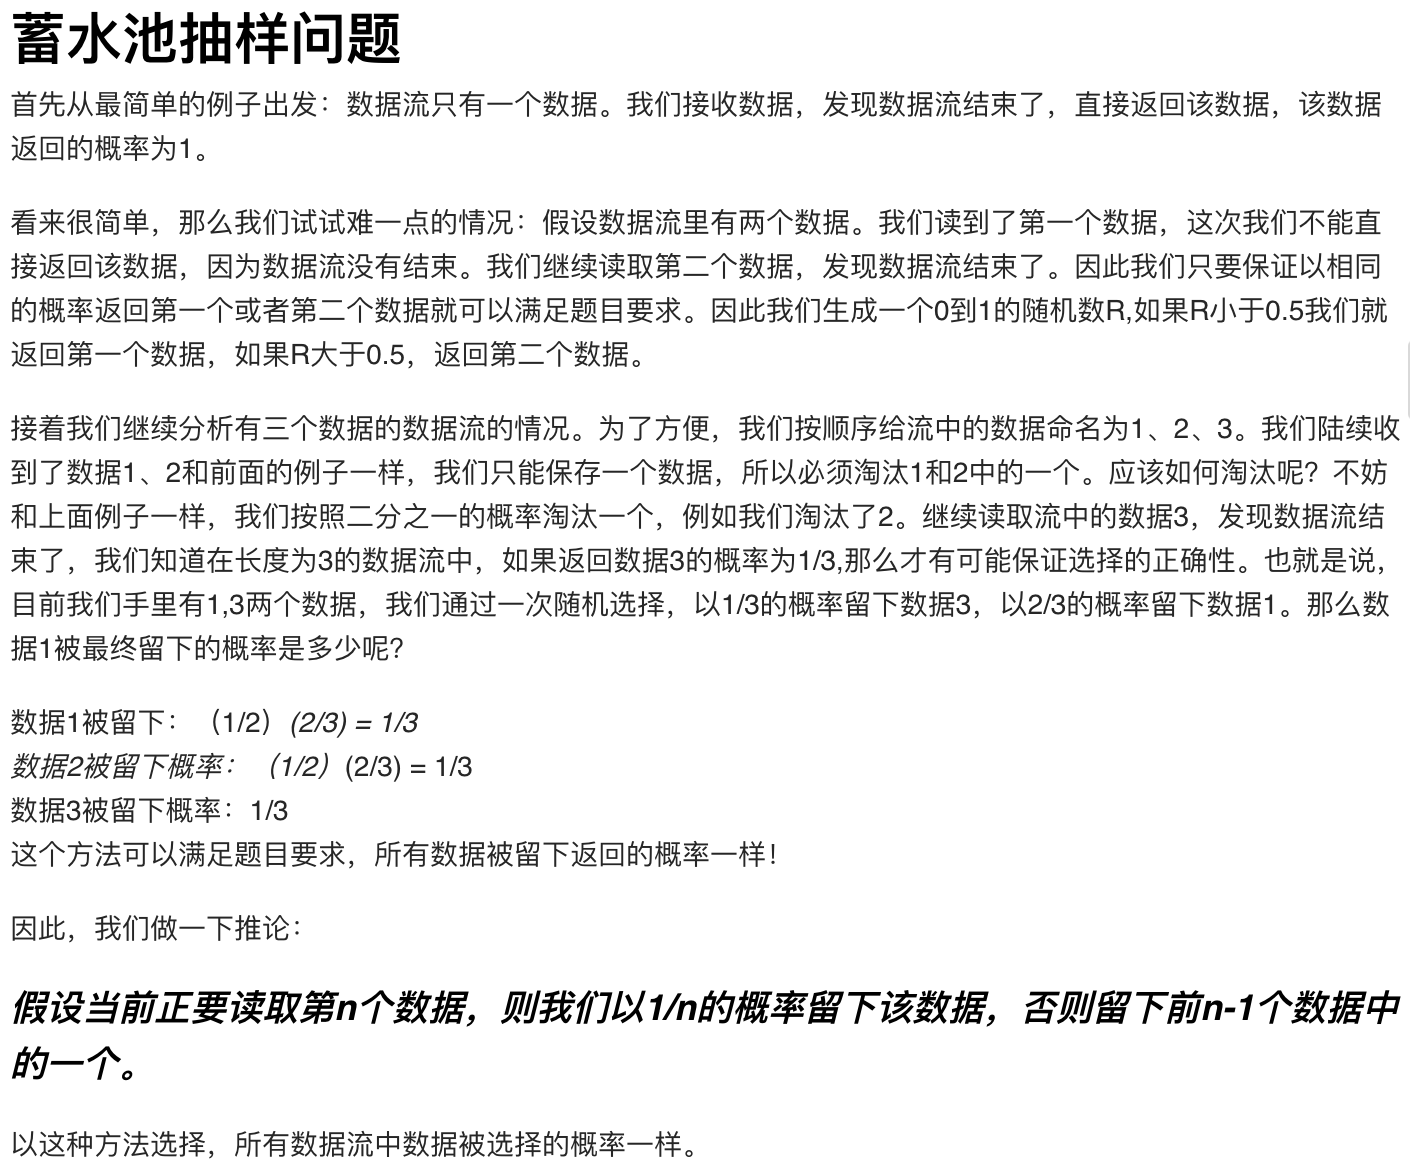 蓄水池抽样问题
首先从最简单的例子出发：数据流只有一个数据。我们接收数据，发现数据流结束了，直接返回该数据，该数据
返回的概率为1。
看来很简单，那么我们试试难一点的情况：假设数据流里有两个数据。我们读到了第一个数据，这次我们不能直
接返回该数据，因为数据流没有结束。我们继续读取第二个数据，发现数据流结束了。因此我们只要保证以相同
的概率返回第一个或者第二个数据就可以满足题目要求。因此我们生成一个0到1的随机数R,如果R小于0.5我们就
返回第一个数据，如果R大于0.5，返回第二个数据。
接着我们继续分析有三个数据的数据流的情况。为了方便，我们按顺序给流中的数据命名为1、2、3。我们陆续收
到了数据1、2和前面的例子一样，我们只能保存一个数据，所以必须淘汰1和2中的一个。应该如何淘汰呢？不妨
和上面例子一样，我们按照二分之一的概率淘汰一个，例如我们淘汰了2。继续读取流中的数据3，发现数据流结
束了，我们知道在长度为3的数据流中，如果返回数据3的概率为1/3,那么才有可能保证选择的正确性。也就是说，
目前我们手里有1,3两个数据，我们通过一次随机选择，以1/3的概率留下数据3，以2/3的概率留下数据1。那么数
据1被最终留下的概率是多少呢？
数据1被留下：（1/2）(2/3) = 1/3
数据2被留下概率：（1/2）(2/3) = 1/3
数据3被留下概率：1/3
这个方法可以满足题目要求，所有数据被留下返回的概率一样！
因此，我们做一下推论：
假设当前正要读取第n个数据，则我们以1/n的概率留下该数据，否则留下前n-1个数据中
的一个。
以这种方法选择，所有数据流中数据被选择的概率一样。